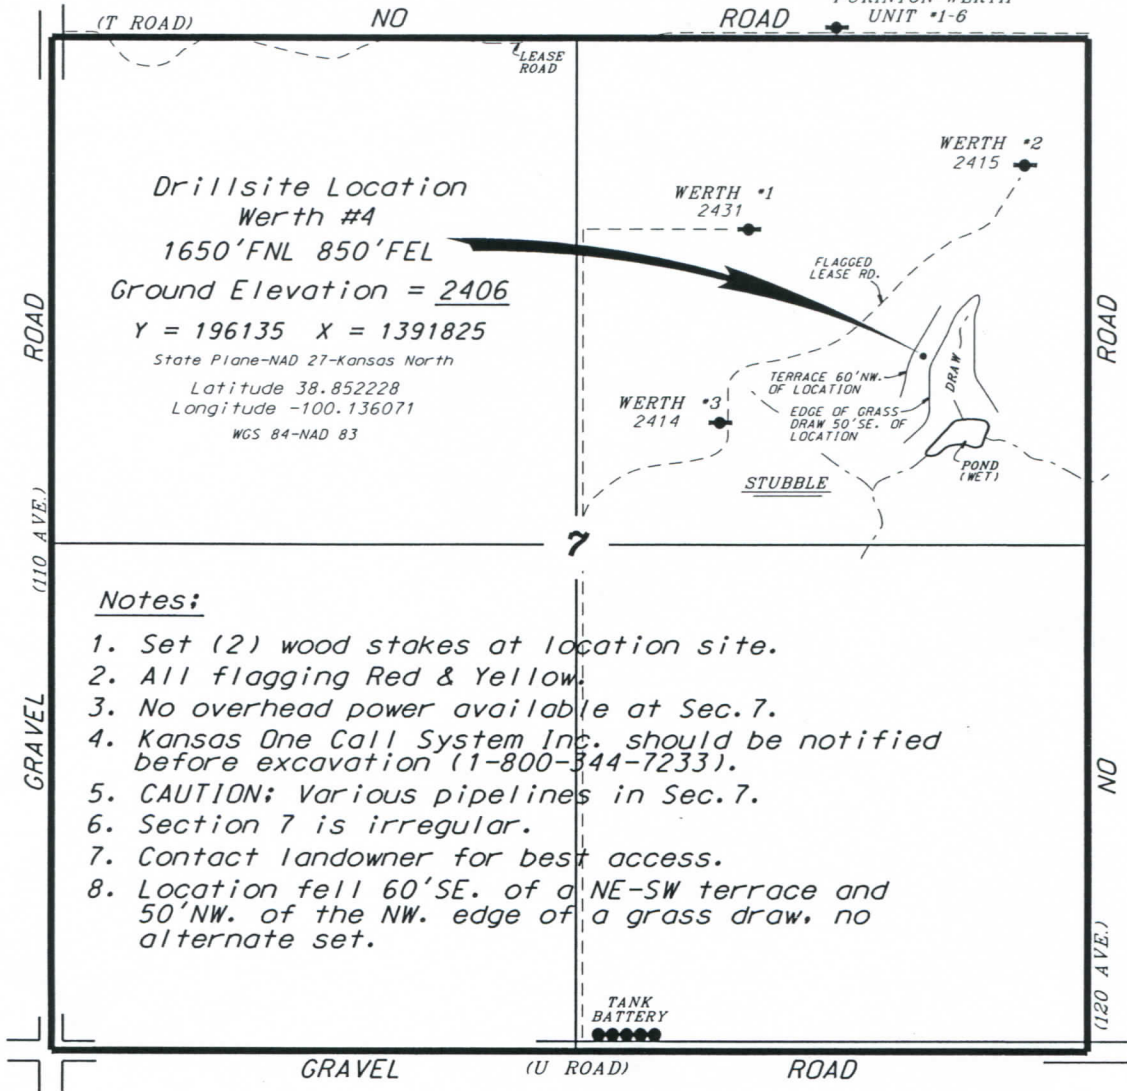 UNIT #1-6
(T ROAD) NO ROAD
LEASE
ROAD
WERTH #2
2415
Drillsite Location
Werth #4
1650'FNL 850'FEL
Ground Elevation = 2406
Y = 196135 X = 1391825
State Plane-NAD 27-Kansas North
Latitude 38.852228
Longitude -100.136071
WGS 84-NAD 83
WERTH #1
2431
FLAGGED
LEASE RD.
ROAD
ROAD
DRAW
TERRACE 60'NW.
OF LOCATION
WERTH #3
2414
EDGE OF GRASS
DRAW 50'SE. OF
LOCATION
POND
(WET)
STUBBLE
(110 AVE.)
7
Notes:
1. Set (2) wood stakes at location site.
2. All flagging Red & Yellow.
3. No overhead power available at Sec.7.
4. Kansas One Call System Inc. should be notified
before excavation (1-800-344-7233).
5. CAUTION: Various pipelines in Sec.7.
6. Section 7 is irregular.
7. Contact landowner for best access.
8. Location fell 60'SE. of a NE-SW terrace and
50'NW. of the NW. edge of a grass draw, no
alternate set.
GRAVEL
NO
(120 AVE.)
TANK
BATTERY
GRAVEL (U ROAD) ROAD